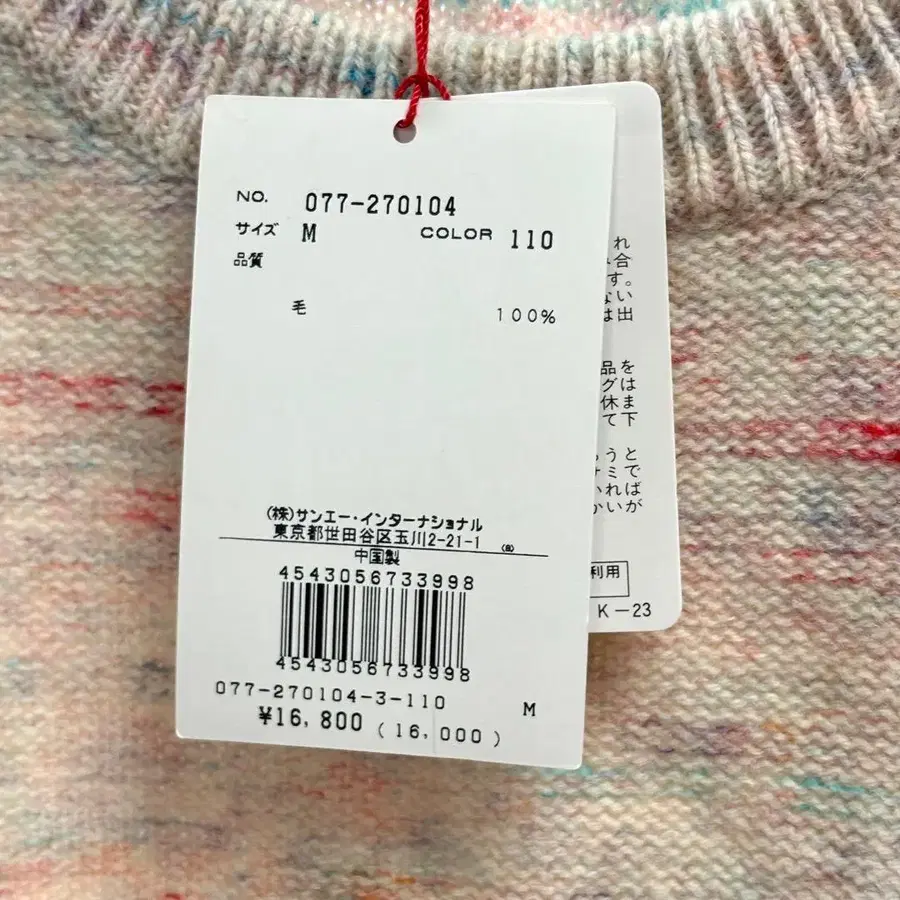 NO. 077-270104
サイズ M COLOR 110
品質
毛 100%
(株)サンエー・インターナショナル
東京都世田谷区玉川2-21-1 (B)
中国製
4543056733998
4543056733998
077-270104-3-110 M
¥16,800 (16,000)
れ
合
す。
ない
は出
品を
グは
休ま
て下
うと
サミで
いれば
かいが
利用
K-23